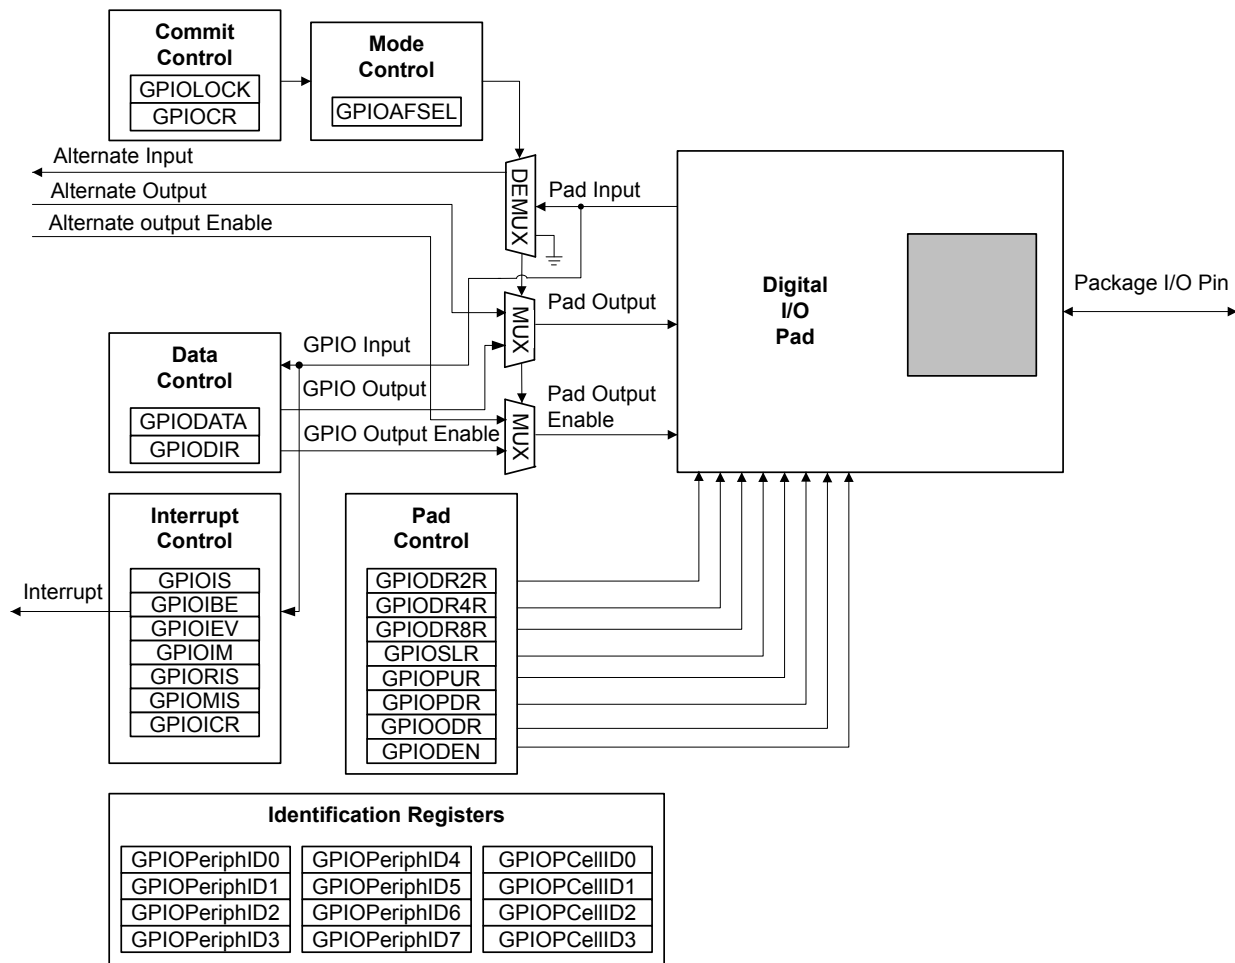 Commit
Control
GPIOLOCK
GPIOCR
Mode
Control
GPIOAFSEL
Alternate Input
Alternate Output
Alternate output Enable
DEMUX
Pad Input
MUX
Pad Output
MUX
Pad Output
Enable
Digital
I/O
Pad
Package I/O Pin
Data
Control
GPIODATA
GPIODIR
GPIO Input
GPIO Output
GPIO Output Enable
Interrupt
Control
GPIOIS
GPIOIBE
GPIOIEV
GPIOIM
GPIORIS
GPIOMIS
GPIOICR
Interrupt
Pad
Control
GPIODR2R
GPIODR4R
GPIODR8R
GPIOSLR
GPIOPUR
GPIOPDR
GPIOODR
GPIODEN
Identification Registers
GPIOPeriphID0 GPIOPeriphID4 GPIOPCellID0
GPIOPeriphID1 GPIOPeriphID5 GPIOPCellID1
GPIOPeriphID2 GPIOPeriphID6 GPIOPCellID2
GPIOPeriphID3 GPIOPeriphID7 GPIOPCellID3